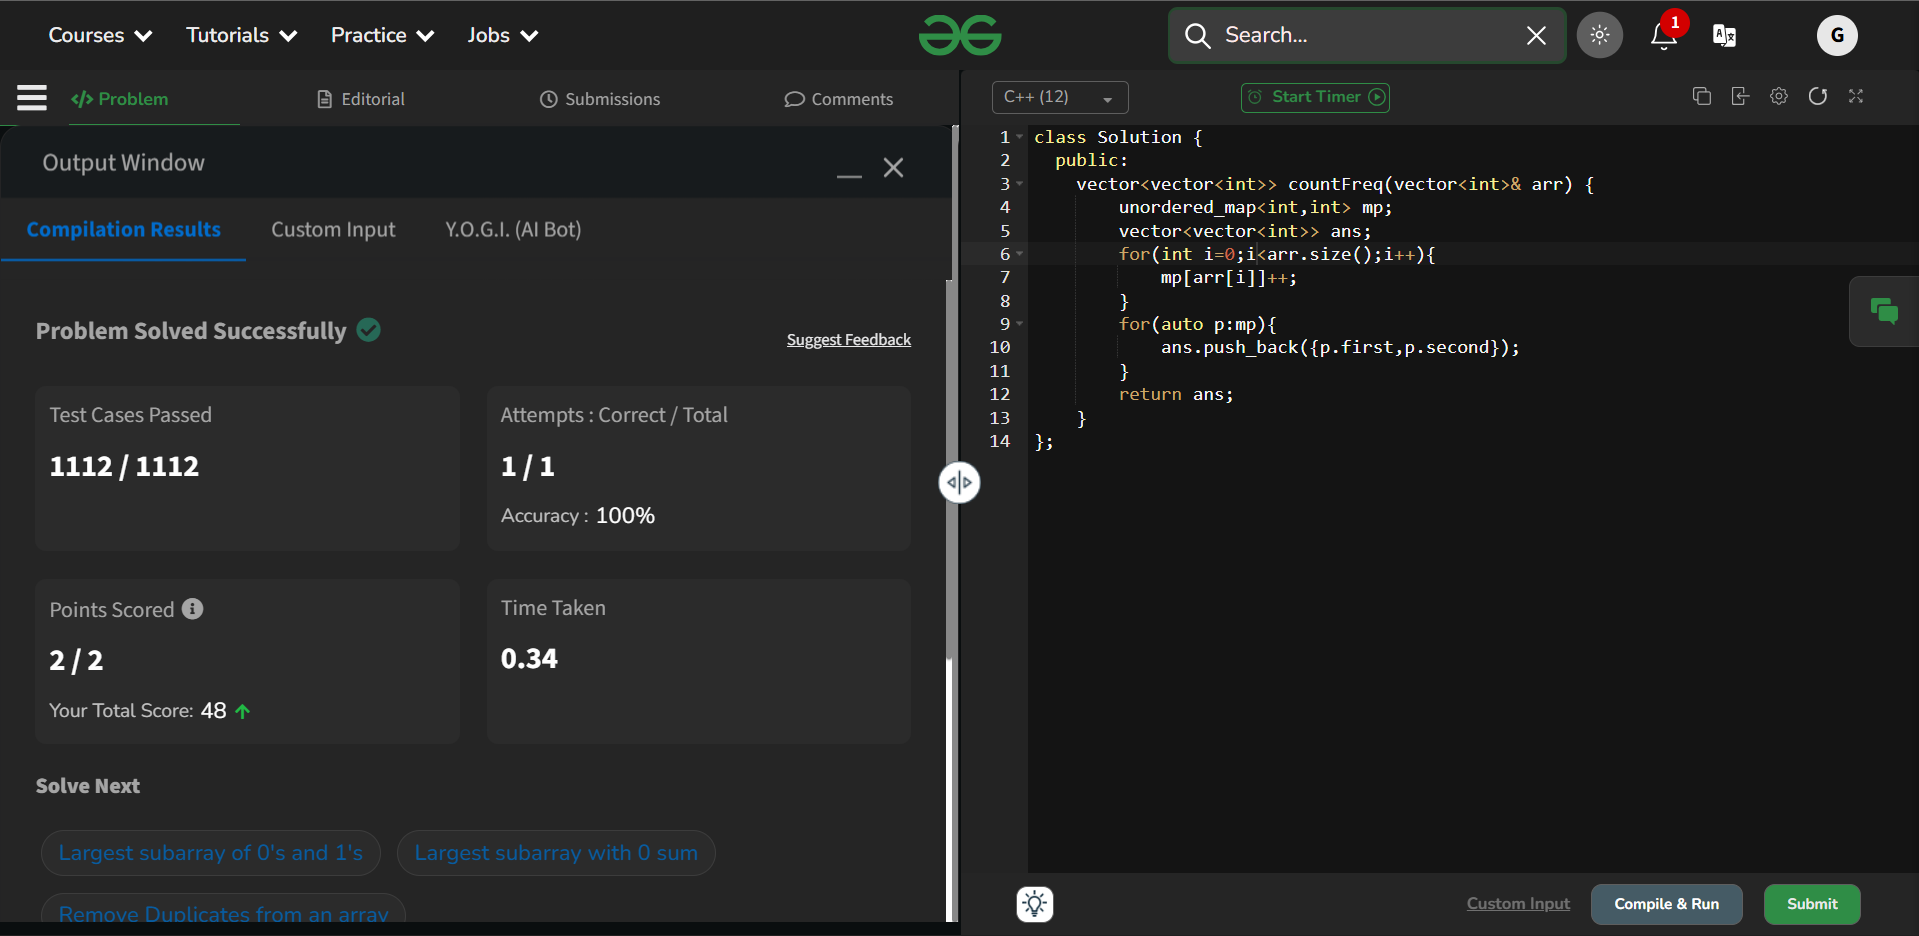 Courses Tutorials Practice Jobs Search... 1 G
Problem Editorial Submissions Comments
C++ (12) Start Timer
Output Window
Compilation Results Custom Input Y.O.G.I. (AI Bot)
Problem Solved Successfully
Suggest Feedback
Test Cases Passed
1112 / 1112
Attempts : Correct / Total
1 / 1
Accuracy : 100%
Points Scored
2 / 2
Your Total Score: 48
Time Taken
0.34
Solve Next
Largest subarray of 0's and 1's Largest subarray with 0 sum
Remove Duplicates from an array
1 class Solution {
2 public:
3 vector<vector<int>> countFreq(vector<int>& arr) {
4 unordered_map<int,int> mp;
5 vector<vector<int>> ans;
6 for(int i=0;i<arr.size();i++){
7 mp[arr[i]]++;
8 }
9 for(auto p:mp){
10 ans.push_back({p.first,p.second});
11 }
12 return ans;
13 }
14 };
Custom Input Compile & Run Submit